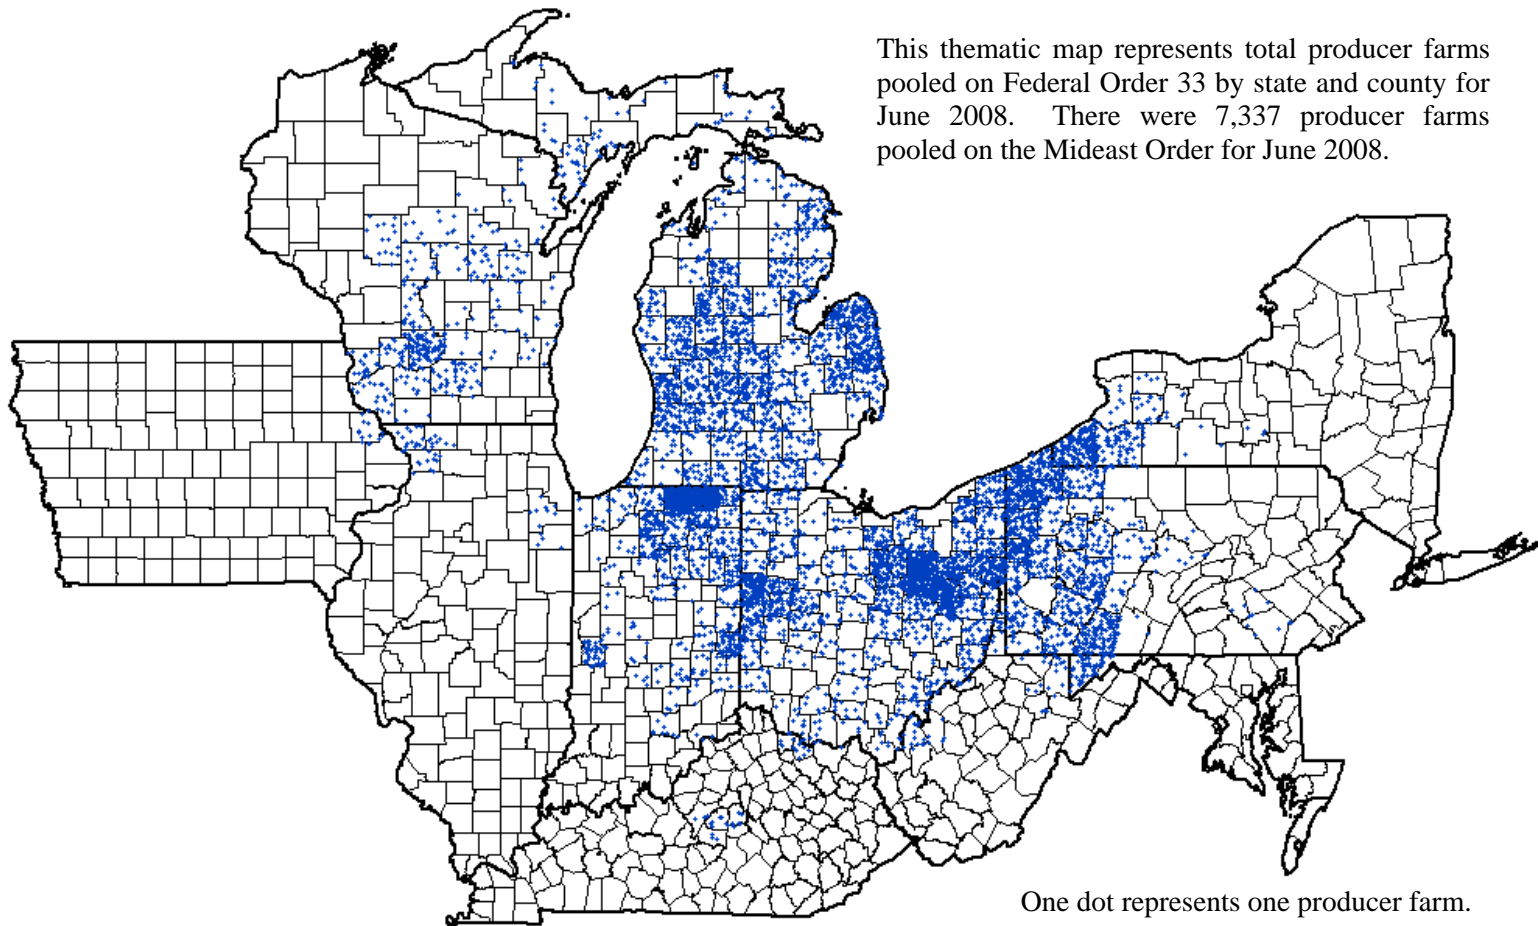 This thematic map represents total producer farms
pooled on Federal Order 33 by state and county for
June 2008. There were 7,337 producer farms
pooled on the Mideast Order for June 2008.
One dot represents one producer farm.